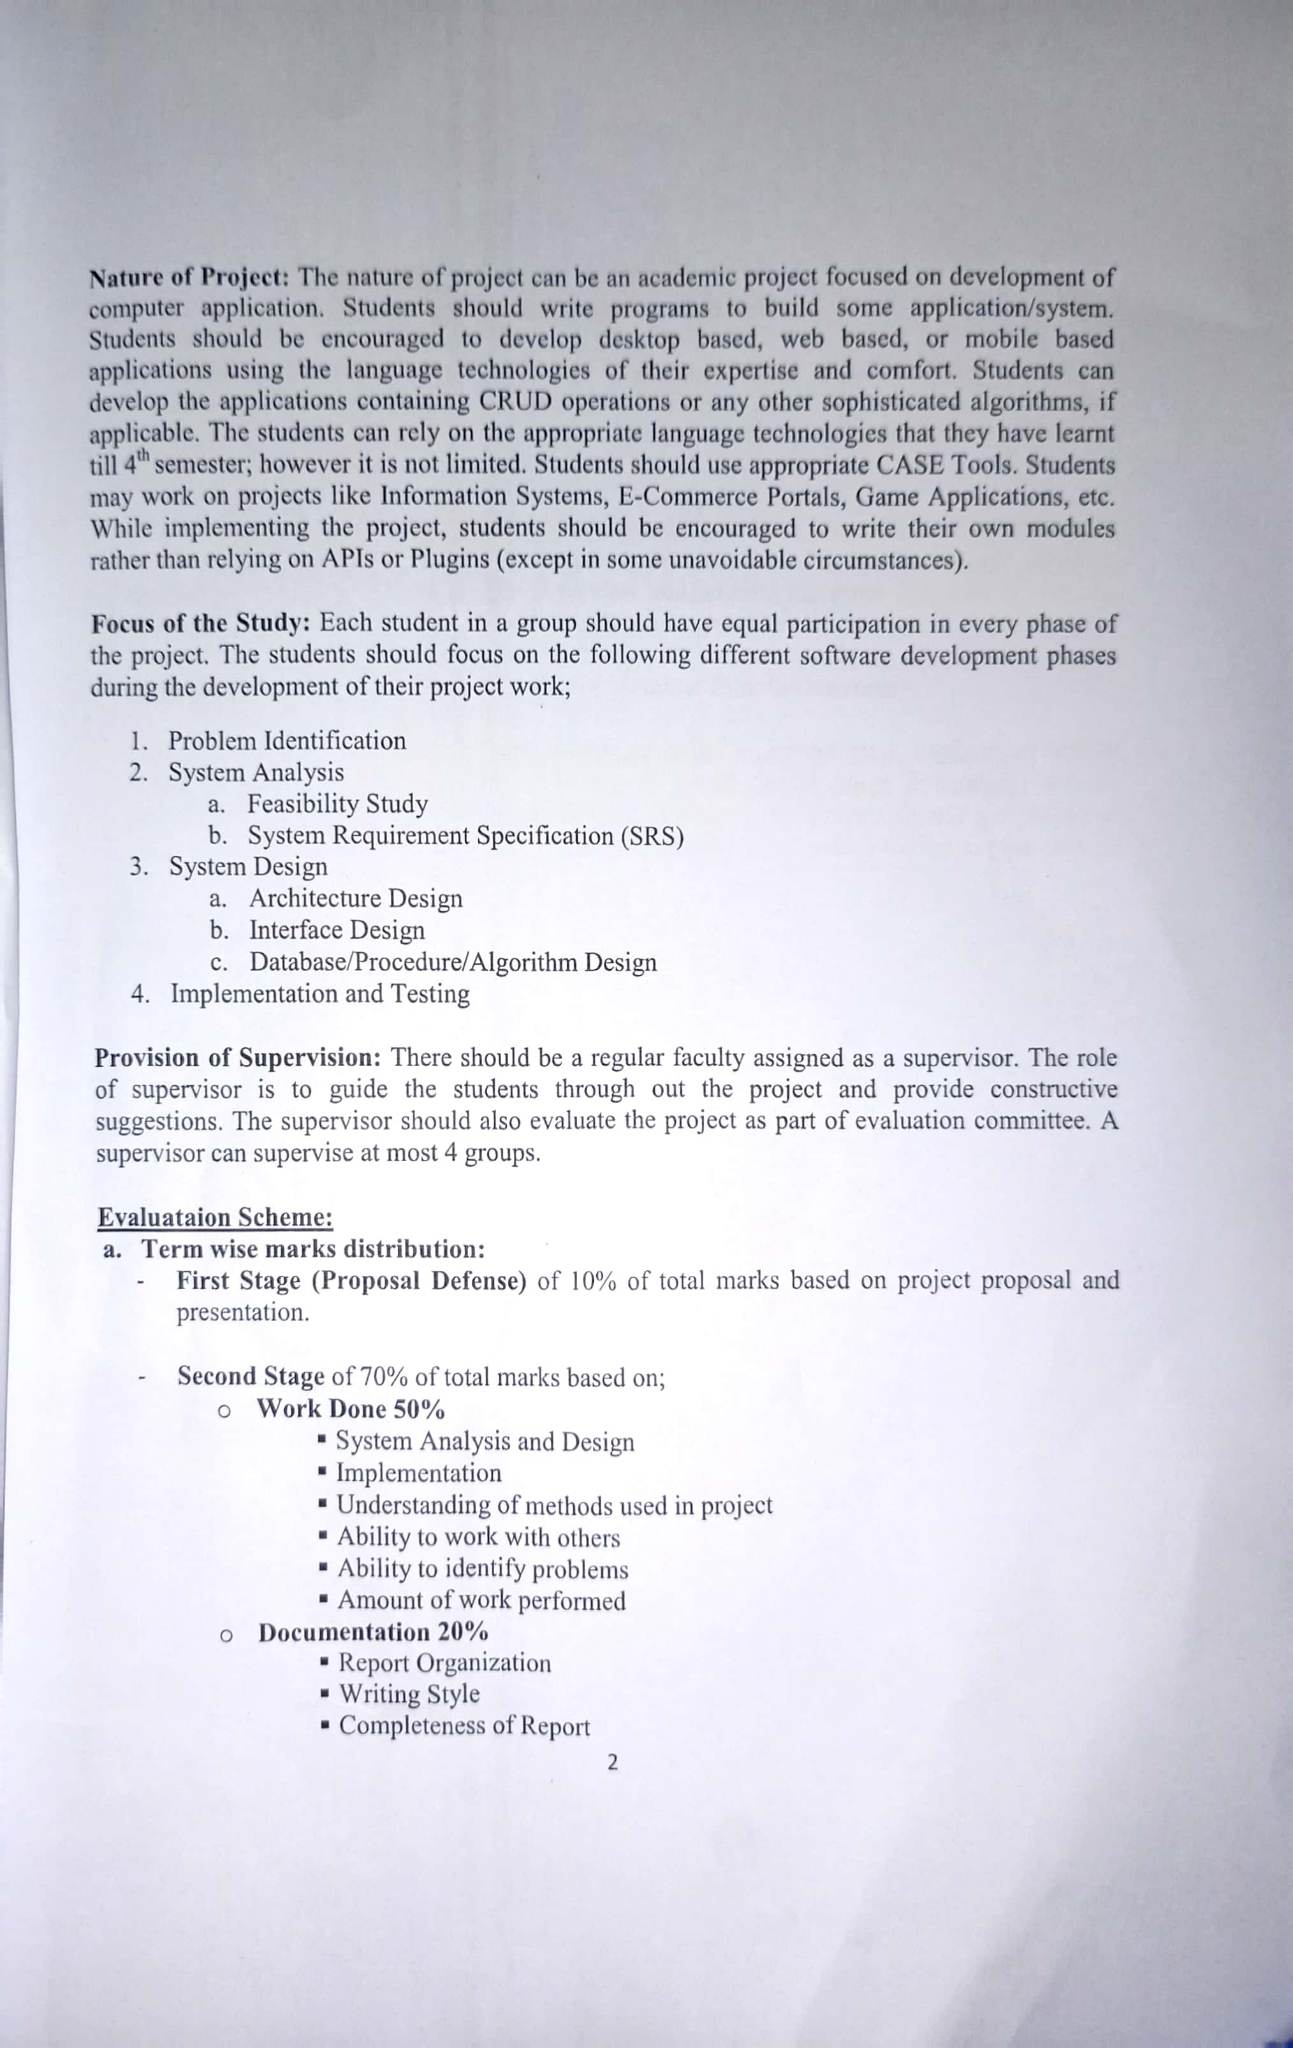 Nature of Project: The nature of project can be an academic project focused on development of
computer application. Students should write programs to build some application/system.
Students should be encouraged to develop desktop based, web based, or mobile based
applications using the language technologies of their expertise and comfort. Students can
develop the applications containing CRUD operations or any other sophisticated algorithms, if
applicable. The students can rely on the appropriate language technologies that they have learnt
till 4th semester; however it is not limited. Students should use appropriate CASE Tools. Students
may work on projects like Information Systems, E-Commerce Portals, Game Applications, etc.
While implementing the project, students should be encouraged to write their own modules
rather than relying on APIs or Plugins (except in some unavoidable circumstances).
Focus of the Study: Each student in a group should have equal participation in every phase of
the project. The students should focus on the following different software development phases
during the development of their project work;
1. Problem Identification
2. System Analysis
a. Feasibility Study
b. System Requirement Specification (SRS)
3. System Design
a. Architecture Design
b. Interface Design
c. Database/Procedure/Algorithm Design
4. Implementation and Testing
Provision of Supervision: There should be a regular faculty assigned as a supervisor. The role
of supervisor is to guide the students through out the project and provide constructive
suggestions. The supervisor should also evaluate the project as part of evaluation committee. A
supervisor can supervise at most 4 groups.
Evaluataion Scheme:
a. Term wise marks distribution:
- First Stage (Proposal Defense) of 10% of total marks based on project proposal and
presentation.
- Second Stage of 70% of total marks based on;
o Work Done 50%
▪ System Analysis and Design
▪ Implementation
▪ Understanding of methods used in project
▪ Ability to work with others
▪ Ability to identify problems
▪ Amount of work performed
o Documentation 20%
▪ Report Organization
▪ Writing Style
▪ Completeness of Report
2